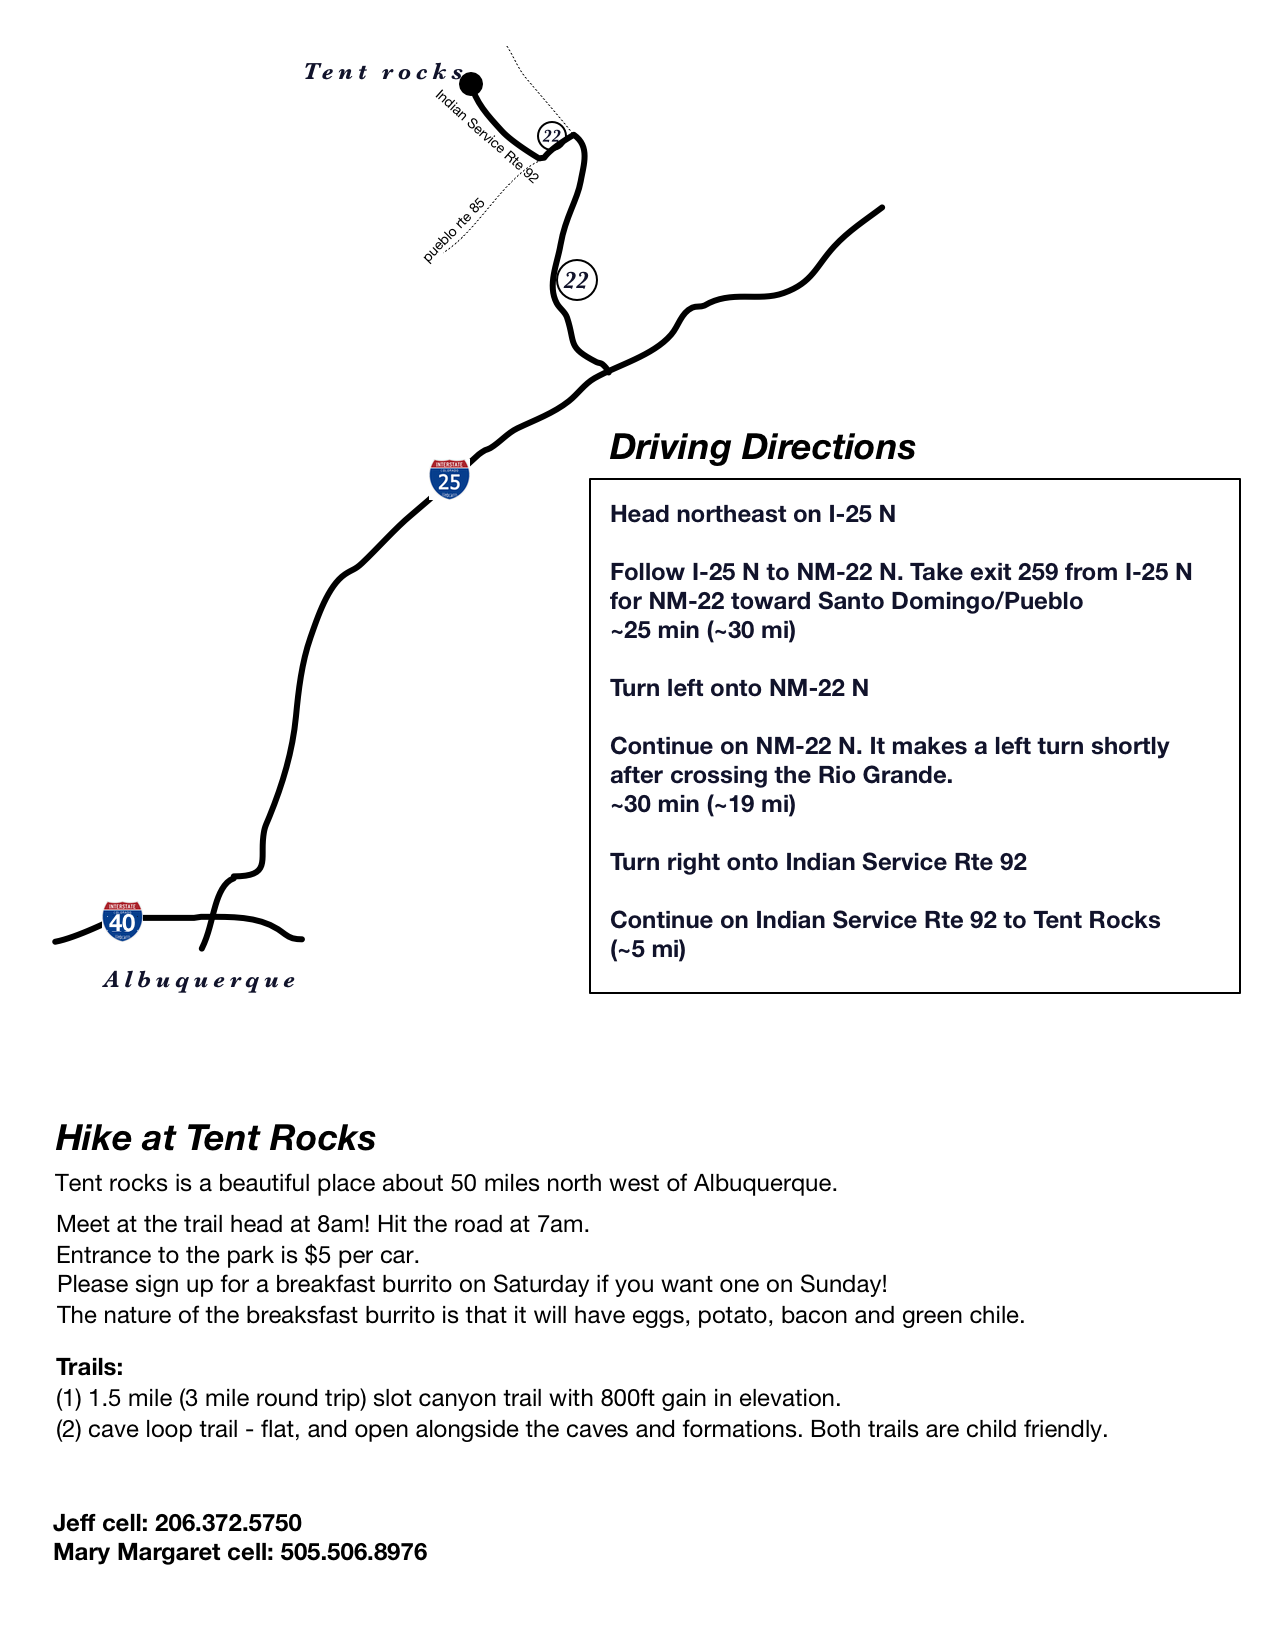 Tent rocks
Indian Service Rte 92
22
pueblo rte 85
22
INTERSTATE
25
Driving Directions
Head northeast on I-25 N
Follow I-25 N to NM-22 N. Take exit 259 from I-25 N
for NM-22 toward Santo Domingo/Pueblo
~25 min (~30 mi)
Turn left onto NM-22 N
Continue on NM-22 N. It makes a left turn shortly
after crossing the Rio Grande.
~30 min (~19 mi)
Turn right onto Indian Service Rte 92
Continue on Indian Service Rte 92 to Tent Rocks
(~5 mi)
INTERSTATE
40
Albuquerque
Hike at Tent Rocks
Tent rocks is a beautiful place about 50 miles north west of Albuquerque.
Meet at the trail head at 8am! Hit the road at 7am.
Entrance to the park is $5 per car.
Please sign up for a breakfast burrito on Saturday if you want one on Sunday!
The nature of the breaksfast burrito is that it will have eggs, potato, bacon and green chile.
Trails:
(1) 1.5 mile (3 mile round trip) slot canyon trail with 800ft gain in elevation.
(2) cave loop trail - flat, and open alongside the caves and formations. Both trails are child friendly.
Jeff cell: 206.372.5750
Mary Margaret cell: 505.506.8976